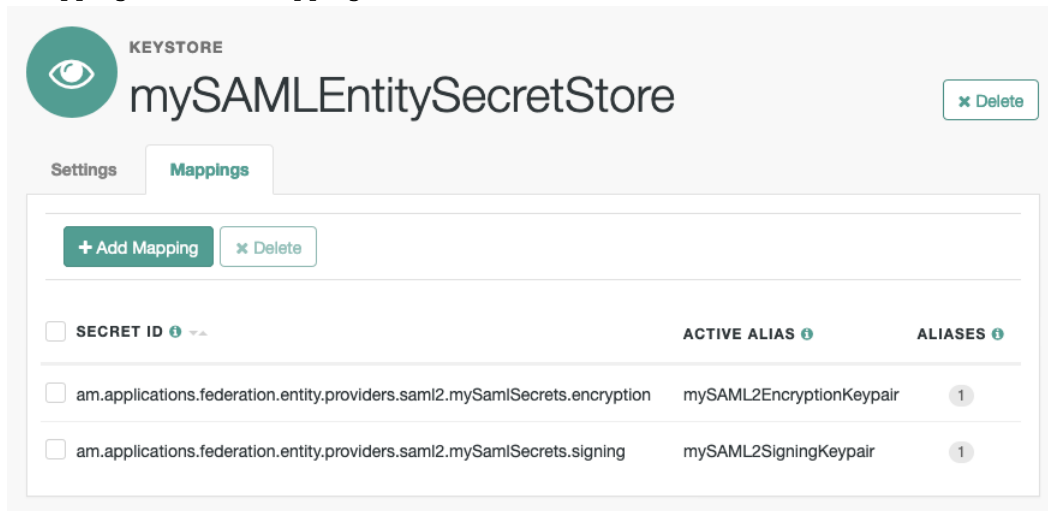 KEYSTORE
mySAMLEntitySecretStore
Delete
Settings
Mappings
+ Add Mapping
Delete
SECRET ID
ACTIVE ALIAS
ALIASES
am.applications.federation.entity.providers.saml2.mySamlSecrets.encryption mySAML2EncryptionKeypair 1
am.applications.federation.entity.providers.saml2.mySamlSecrets.signing mySAML2SigningKeypair 1